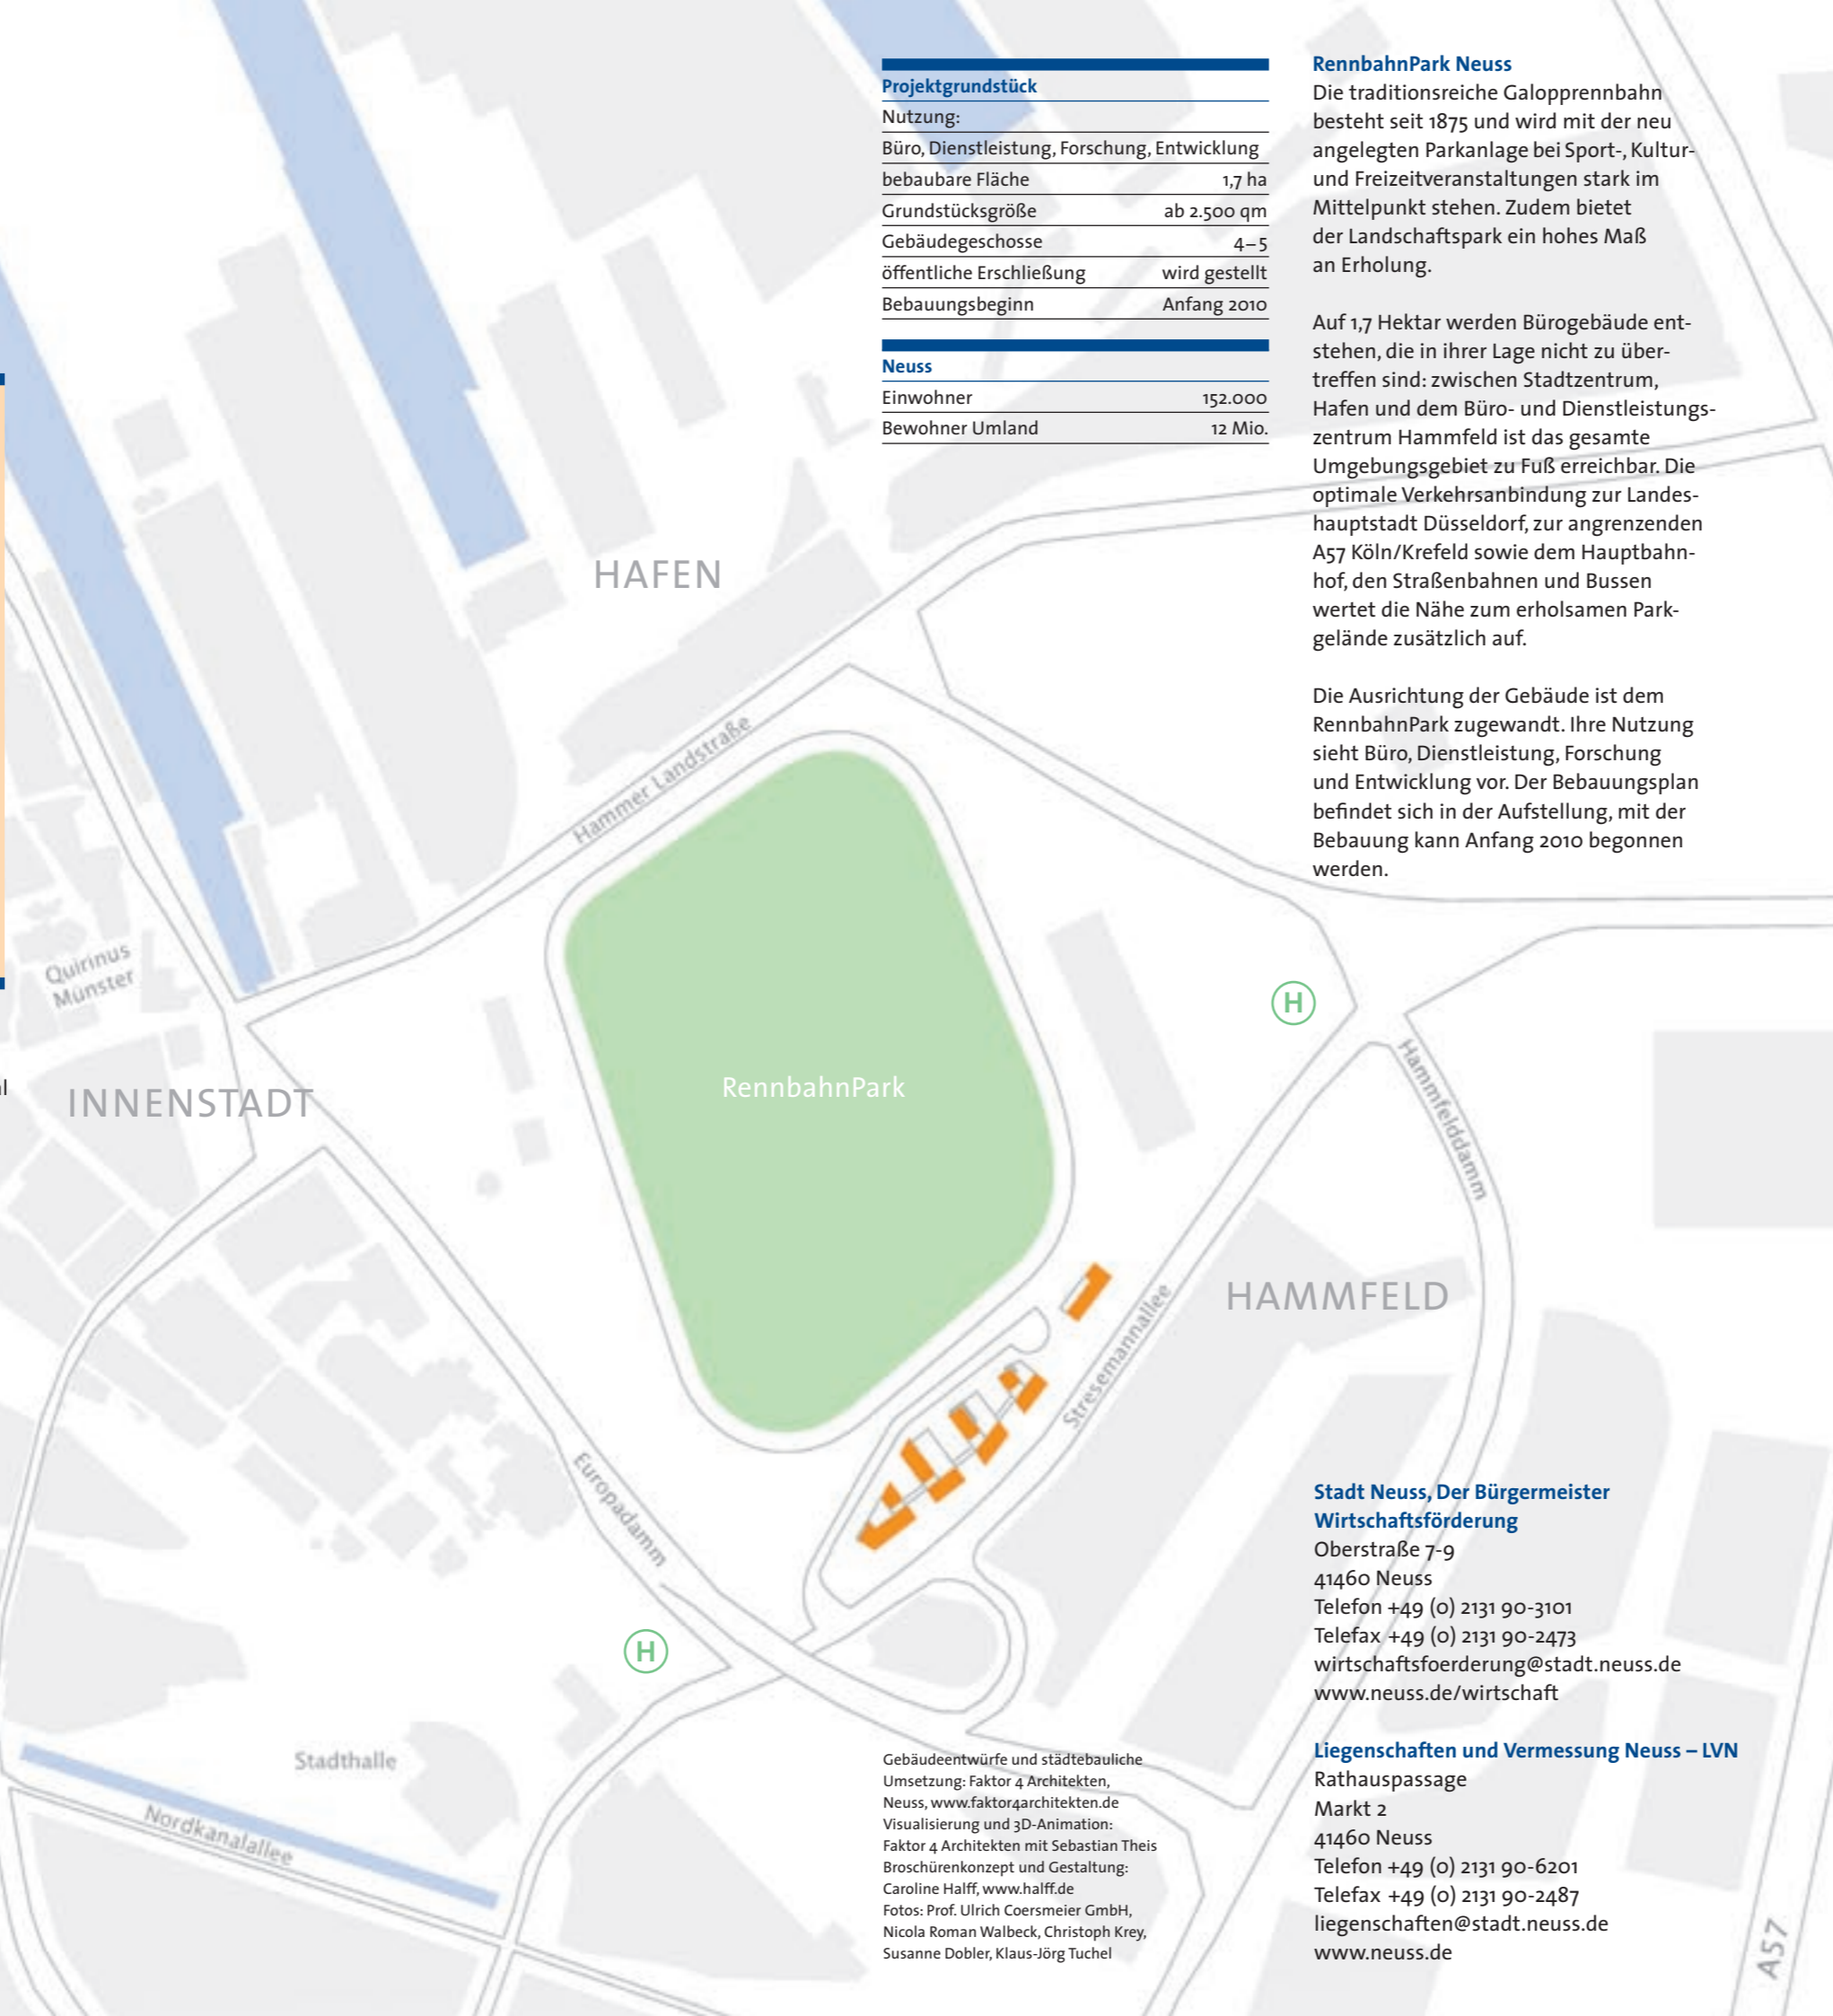 Projektgrundstück
Nutzung:
Büro, Dienstleistung, Forschung, Entwicklung
bebaubare Fläche 1,7 ha
Grundstücksgröße ab 2.500 qm
Gebäudegeschosse 4–5
öffentliche Erschließung wird gestellt
Bebauungsbeginn Anfang 2010
Neuss
Einwohner 152.000
Bewohner Umland 12 Mio.
RennbahnPark Neuss
Die traditionsreiche Galopprennbahn
besteht seit 1875 und wird mit der neu
angelegten Parkanlage bei Sport-, Kultur-
und Freizeitveranstaltungen stark im
Mittelpunkt stehen. Zudem bietet
der Landschaftspark ein hohes Maß
an Erholung.
Auf 1,7 Hektar werden Bürogebäude ent-
stehen, die in ihrer Lage nicht zu über-
treffen sind: zwischen Stadtzentrum,
Hafen und dem Büro- und Dienstleistungs-
zentrum Hammfeld ist das gesamte
Umgebungsgebiet zu Fuß erreichbar. Die
optimale Verkehrsanbindung zur Landes-
hauptstadt Düsseldorf, zur angrenzenden
A57 Köln/Krefeld sowie dem Hauptbahn-
hof, den Straßenbahnen und Bussen
wertet die Nähe zum erholsamen Park-
gelände zusätzlich auf.
Die Ausrichtung der Gebäude ist dem
RennbahnPark zugewandt. Ihre Nutzung
sieht Büro, Dienstleistung, Forschung
und Entwicklung vor. Der Bebauungsplan
befindet sich in der Aufstellung, mit der
Bebauung kann Anfang 2010 begonnen
werden.
HAFEN
Hammer Landstraße
Quirinus
Münster
H
INNENSTADT
RennbahnPark
Hammfelddamm
HAMMFELD
Stresemannallee
Europadamm
H
Stadthalle
Nordkanalallee
A57
Gebäudeentwürfe und städtebauliche
Umsetzung: Faktor 4 Architekten,
Neuss, www.faktor4architekten.de
Visualisierung und 3D-Animation:
Faktor 4 Architekten mit Sebastian Theis
Broschürenkonzept und Gestaltung:
Caroline Halff, www.halff.de
Fotos: Prof. Ulrich Coersmeier GmbH,
Nicola Roman Walbeck, Christoph Krey,
Susanne Dobler, Klaus-Jörg Tuchel
Stadt Neuss, Der Bürgermeister
Wirtschaftsförderung
Oberstraße 7-9
41460 Neuss
Telefon +49 (0) 2131 90-3101
Telefax +49 (0) 2131 90-2473
wirtschaftsfoerderung@stadt.neuss.de
www.neuss.de/wirtschaft
Liegenschaften und Vermessung Neuss – LVN
Rathauspassage
Markt 2
41460 Neuss
Telefon +49 (0) 2131 90-6201
Telefax +49 (0) 2131 90-2487
liegenschaften@stadt.neuss.de
www.neuss.de